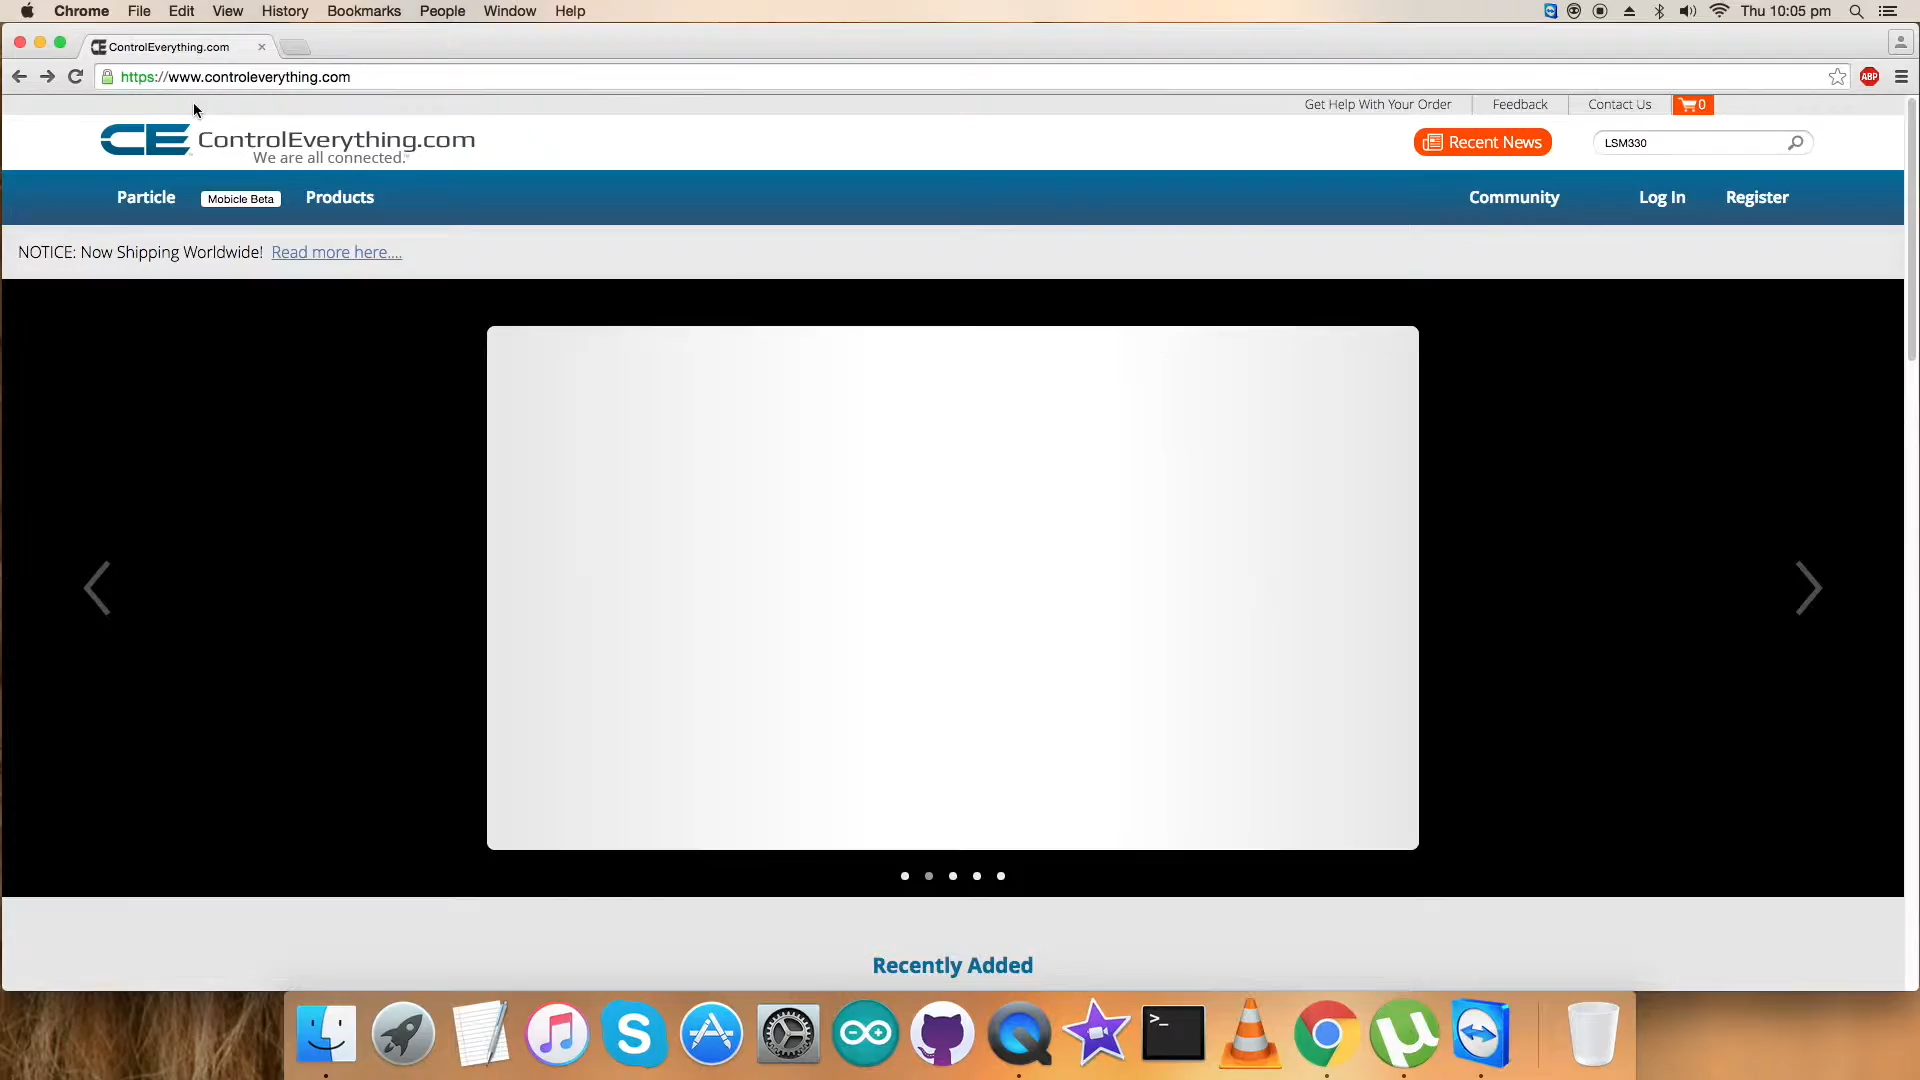 Chrome File Edit View History Bookmarks People Window Help Thu 10:05 pm
ControlEverything.com
https://www.controleverything.com ABP
Get Help With Your Order Feedback Contact Us 0
CE ControlEverything.com
We are all connected.
Recent News LSM330
Particle Mobicle Beta Products Community Log In Register
NOTICE: Now Shipping Worldwide! Read more here....
Recently Added